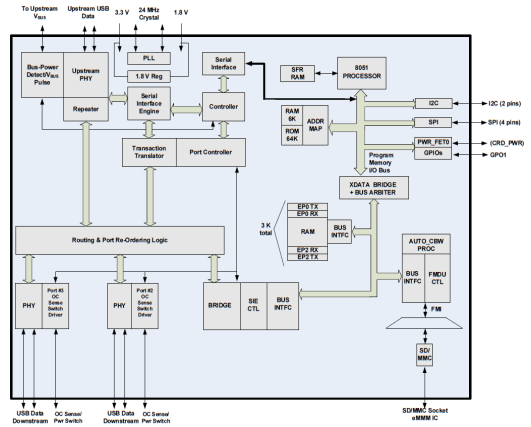 To Upstream
VBUS
Upstream USB
Data
3.3 V
24 MHz
Crystal
1.8 V
Bus-Power
Detect/VBUS
Pulse
Upstream
PHY
Repeater
PLL
1.8 V Reg
Serial
Interface
Engine
Serial
Interface
Controller
Transaction
Translator
Port Controller
SFR
RAM
8051
PROCESSOR
RAM
6K
ROM
64K
ADDR
MAP
I2C
SPI
PWR_FET0
GPIOs
I2C (2 pins)
SPI (4 pins)
(CRD_PWR)
GPIO1
Program
Memory
I/O Bus
XDATA BRIDGE
+ BUS ARBITER
3 K
total
EP0 TX
EP0 RX
RAM
EP2 RX
EP2 TX
BUS
INTFC
AUTO_CBW
PROC
BUS
INTFC
FMDU
CTL
FMI
Routing & Port Re-Ordering Logic
PHY
Port #3
OC
Sense
Switch
Driver
PHY
Port #2
OC
Sense
Switch
Driver
BRIDGE
SIE
CTL
BUS
INTFC
SD/
MMC
USB Data
Downstream
OC Sense/
Pwr Switch
USB Data
Downstream
OC Sense/
Pwr Switch
SD/MMC Socket
eMMM IC